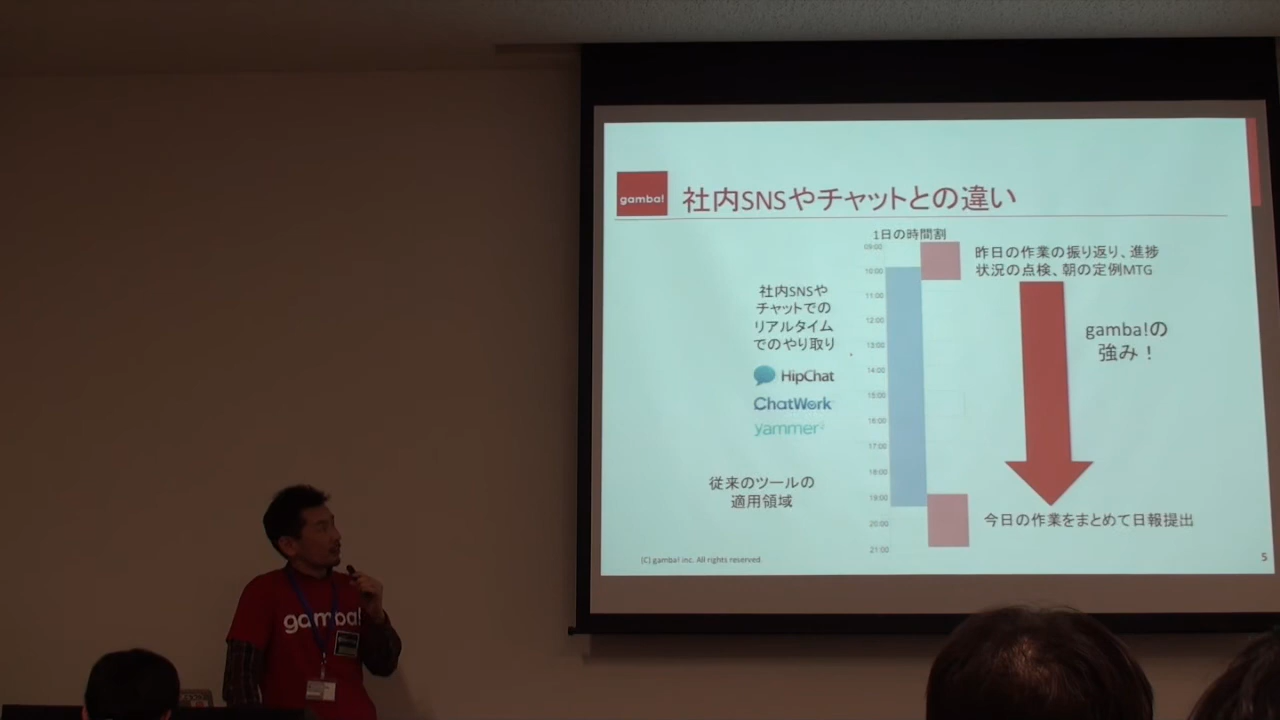 gamba!
社内SNSやチャットとの違い
1日の時間割
09:00
10:00
11:00
12:00
13:00
14:00
15:00
16:00
17:00
18:00
19:00
20:00
21:00
昨日の作業の振り返り、進捗
状況の点検、朝の定例MTG
社内SNSや
チャットでの
リアルタイム
でのやり取り
HipChat
ChatWork
yammer
gamba!の
強み！
従来のツールの
適用領域
今日の作業をまとめて日報提出
(C) gamba! inc. All rights reserved.
5
gamba!